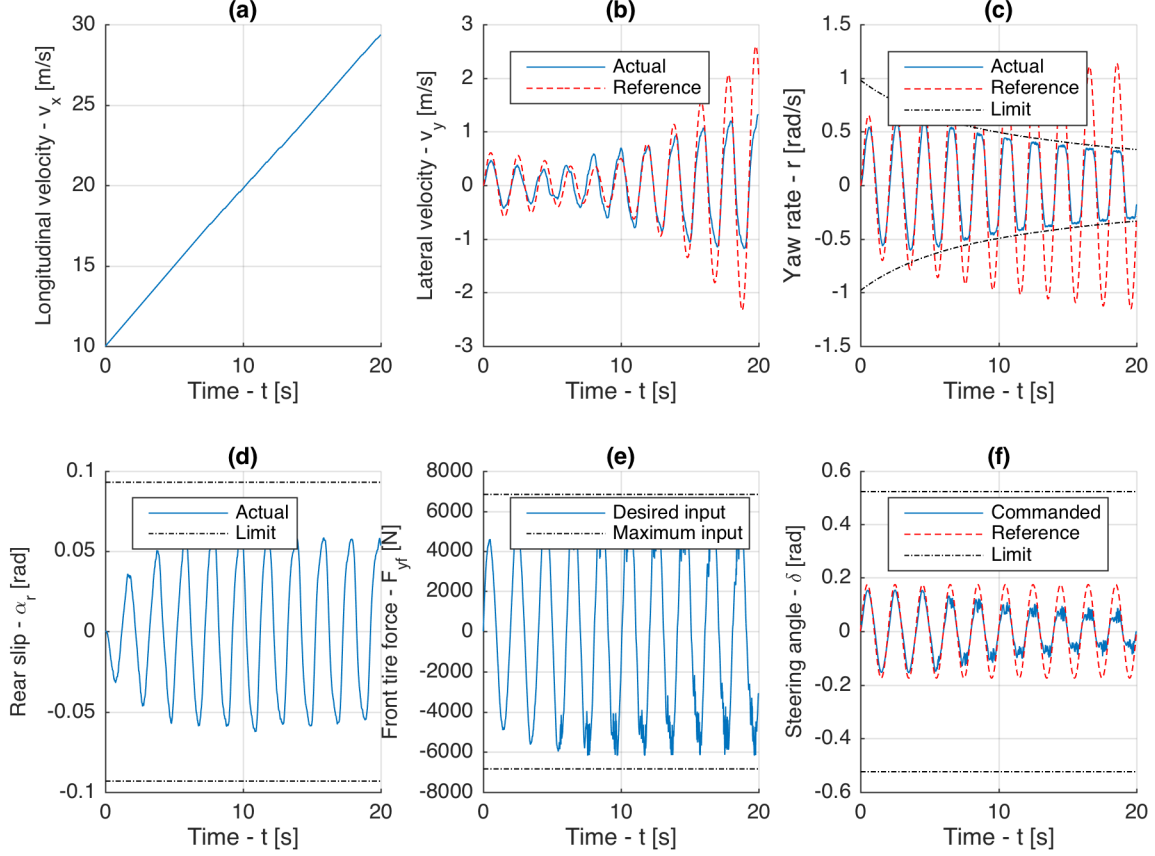 (a)
30
25
20
15
10
0
10
20
Longitudinal velocity - v_x [m/s]
Time - t [s]
(b)
3
2
1
0
-1
-2
-3
0
10
20
Lateral velocity - v_y [m/s]
Time - t [s]
Actual
Reference
(c)
1.5
1
0.5
0
-0.5
-1
-1.5
0
10
20
Yaw rate - r [rad/s]
Time - t [s]
Actual
Reference
Limit
(d)
0.1
0.05
0
-0.05
-0.1
0
10
20
Rear slip - α_r [rad]
Time - t [s]
Actual
Limit
(e)
8000
6000
4000
2000
0
-2000
-4000
-6000
-8000
0
10
20
Front tire force - F_yf [N]
Time - t [s]
Desired input
Maximum input
(f)
0.6
0.4
0.2
0
-0.2
-0.4
-0.6
0
10
20
Steering angle - δ [rad]
Time - t [s]
Commanded
Reference
Limit